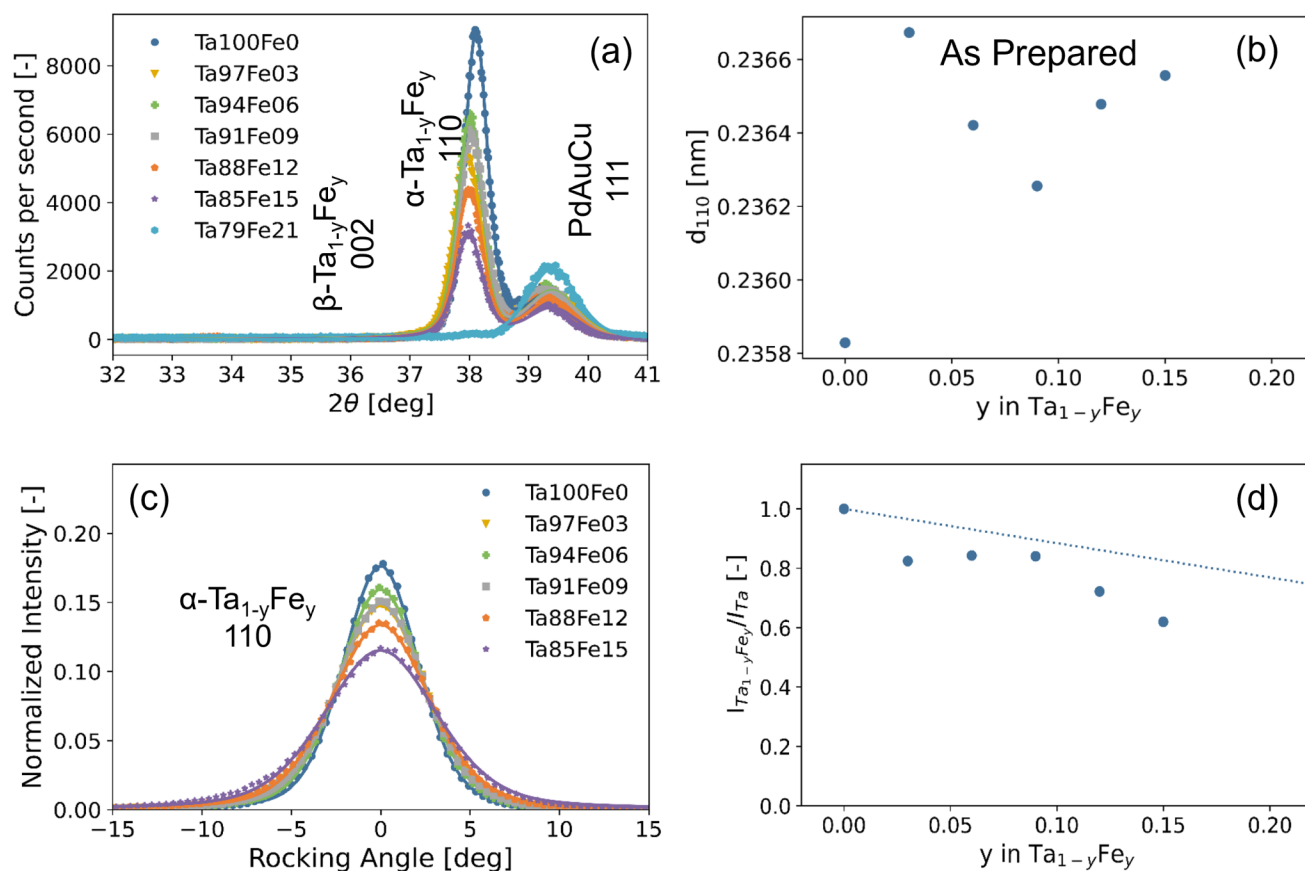 (a)
Ta100Fe0
Ta97Fe03
Ta94Fe06
Ta91Fe09
Ta88Fe12
Ta85Fe15
Ta79Fe21
β-Ta1-yFey
002
α-Ta1-yFey
110
PdAuCu
111
Counts per second [-]
8000
6000
4000
2000
0
32 33 34 35 36 37 38 39 40 41
2θ [deg]
As Prepared
(b)
d110 [nm]
0.2366
0.2364
0.2362
0.2360
0.2358
0.00 0.05 0.10 0.15 0.20
y in Ta1−yFey
(c)
Ta100Fe0
Ta97Fe03
Ta94Fe06
Ta91Fe09
Ta88Fe12
Ta85Fe15
α-Ta1-yFey
110
Normalized Intensity [-]
0.20
0.15
0.10
0.05
0.00
−15 −10 −5 0 5 10 15
Rocking Angle [deg]
(d)
ITa1−yFey/ITa [-]
1.0
0.8
0.6
0.4
0.2
0.0
0.00 0.05 0.10 0.15 0.20
y in Ta1−yFey